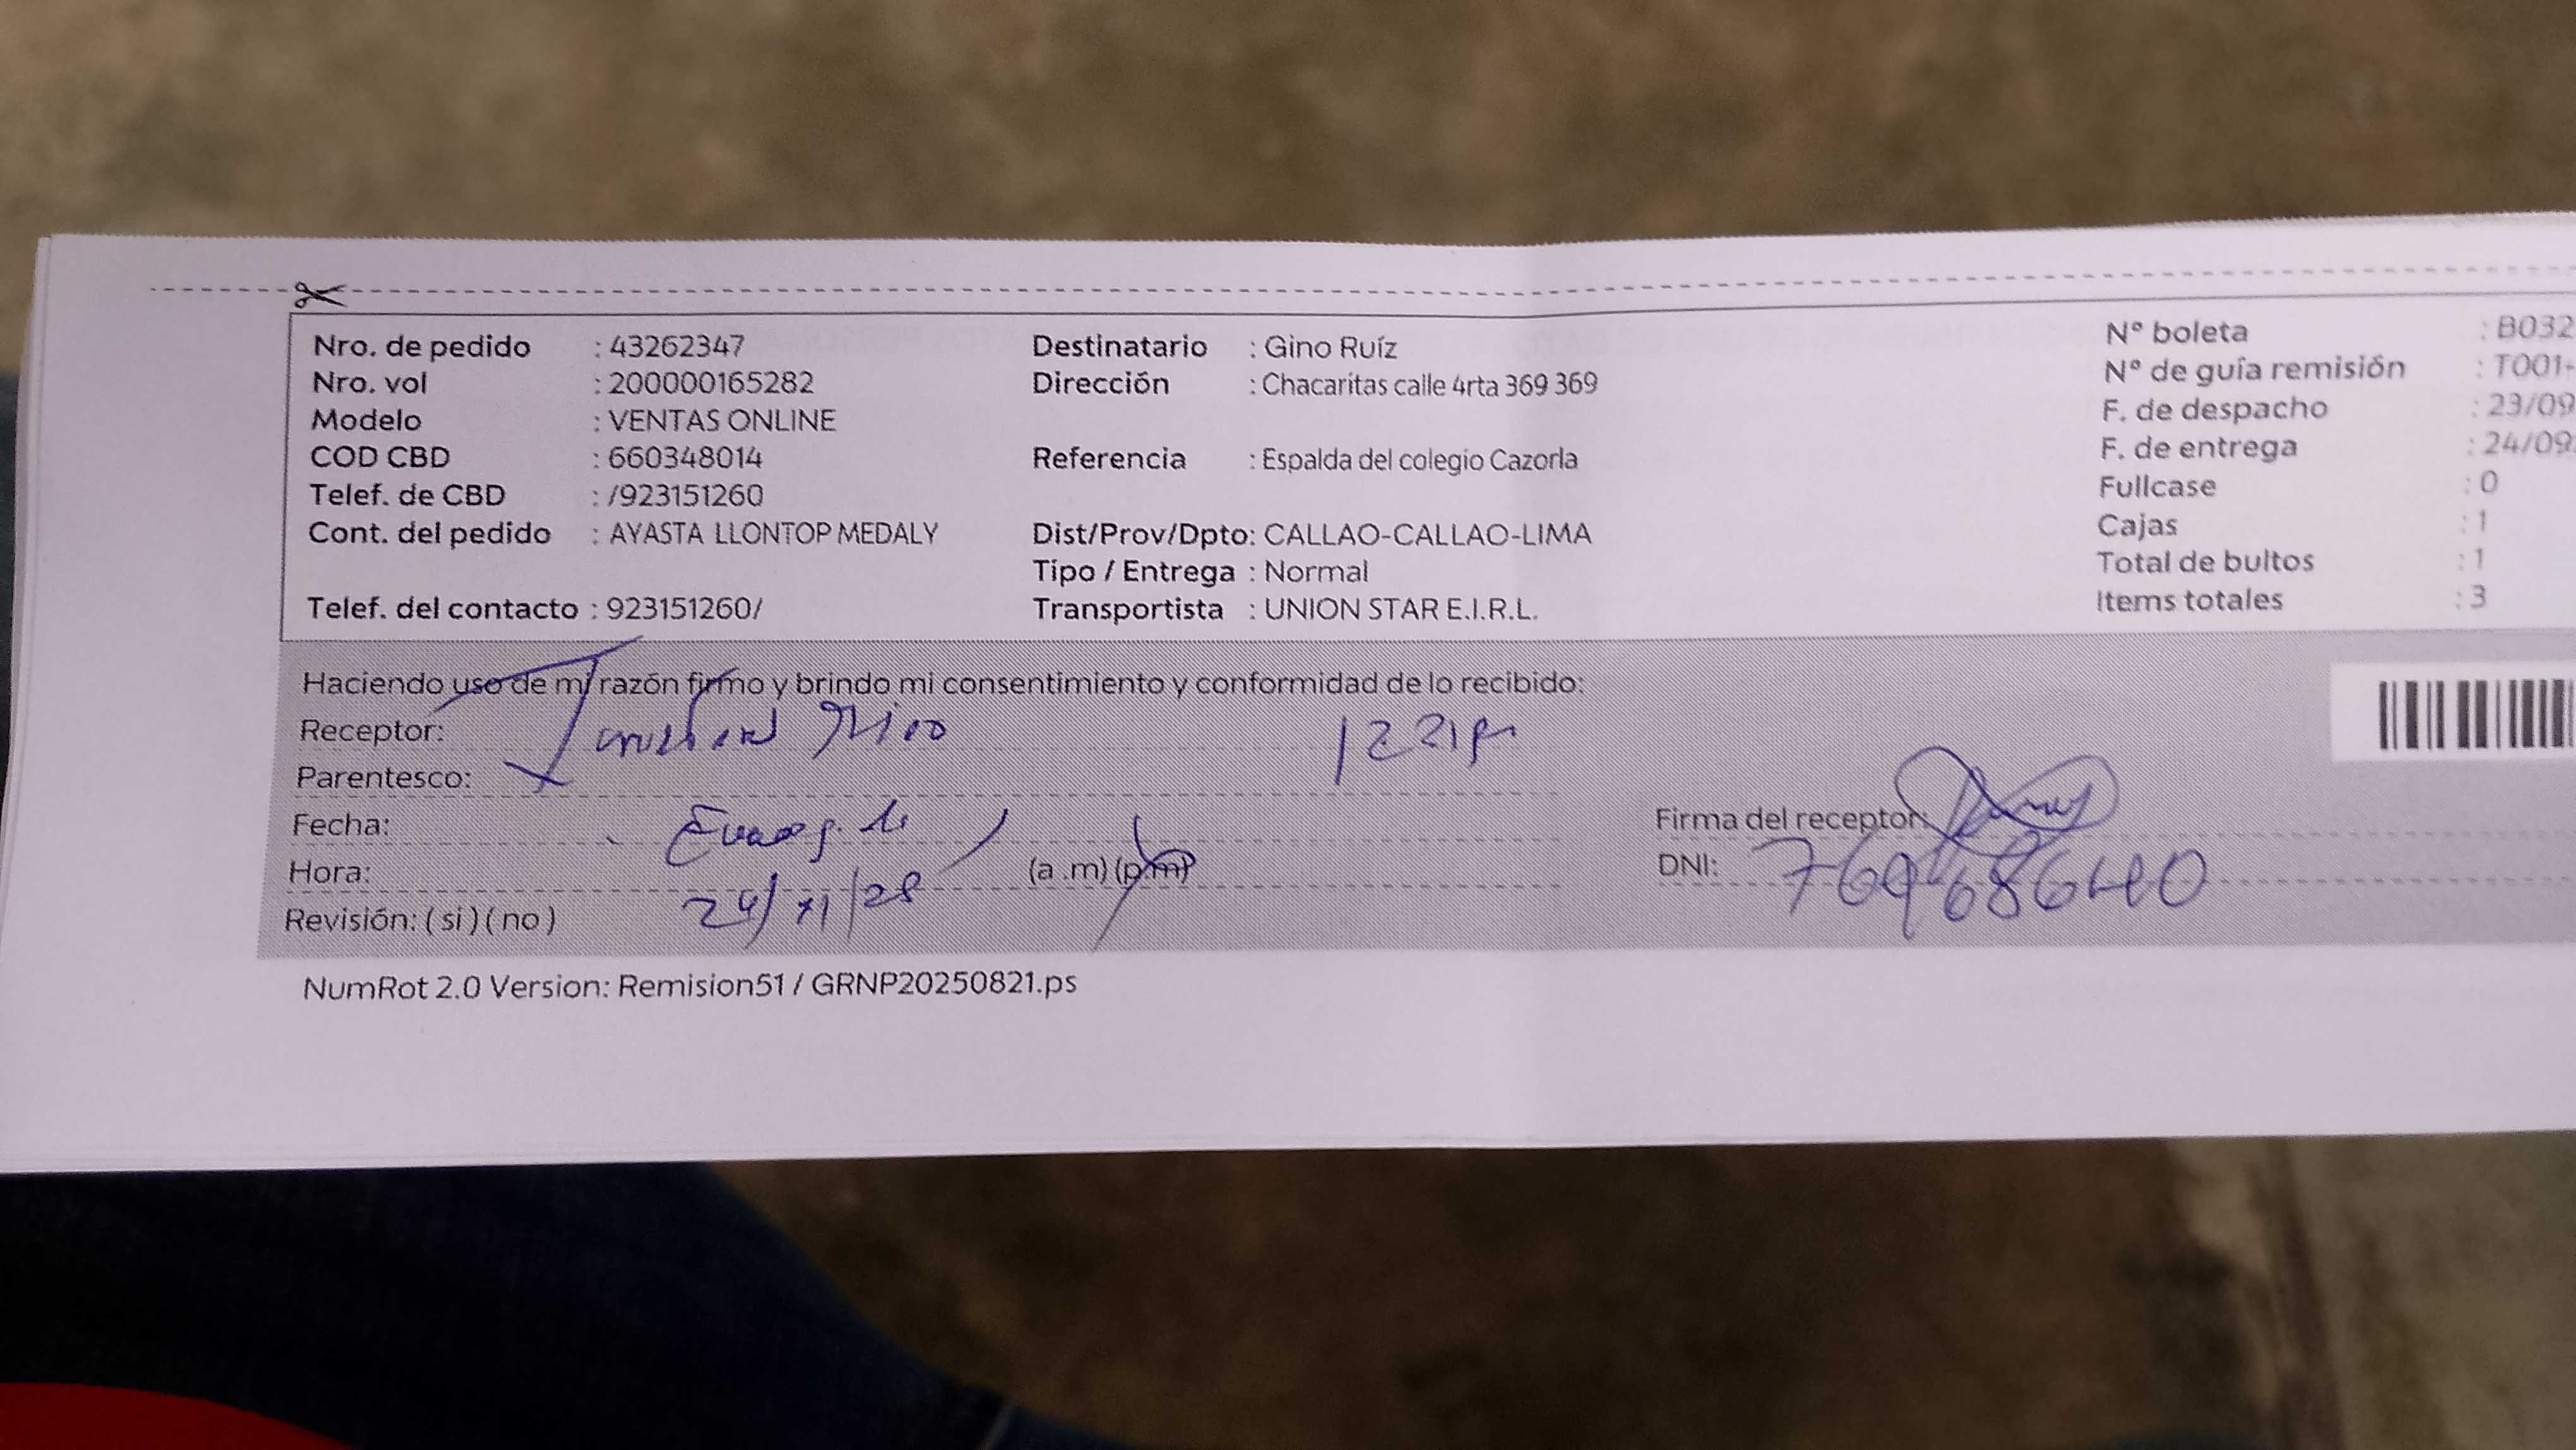 Nro. de pedido : 43262347
Nro. vol : 200000165282
Modelo : VENTAS ONLINE
COD CBD : 660348014
Telef. de CBD : /923151260
Cont. del pedido : AYASTA LLONTOP MEDALY
Telef. del contacto : 923151260/
Destinatario : Gino Ruíz
Dirección : Chacaritas calle 4rta 369 369
Referencia : Espalda del colegio Cazorla
Dist/Prov/Dpto: CALLAO-CALLAO-LIMA
Tipo / Entrega : Normal
Transportista : UNION STAR E.I.R.L.
N° boleta : B032
N° de guía remisión : T001-
F. de despacho : 23/09
F. de entrega : 24/09
Fullcase : 0
Cajas : 1
Total de bultos : 1
Items totales : 3
Haciendo uso de mi razón firmo y brindo mi consentimiento y conformidad de lo recibido:
Receptor:
Parentesco:
Fecha:
Hora: (a.m) (p.m)
Revisión: ( si ) ( no )
Firma del receptor:
DNI:
NumRot 2.0 Version: Remision51 / GRNP20250821.ps